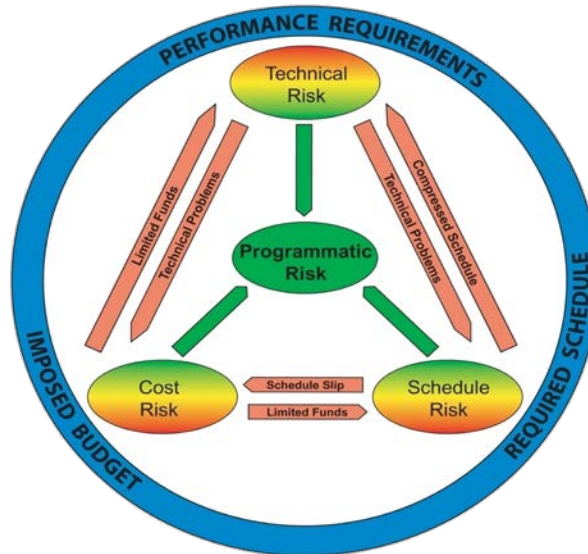 PERFORMANCE REQUIREMENTS
Technical
Risk
Limited Funds
Technical Problems
Technical Problems
Compressed Schedule
Programmatic
Risk
Cost
Risk
Schedule Slip
Limited Funds
Schedule
Risk
IMPOSED BUDGET
REQUIRED SCHEDULE